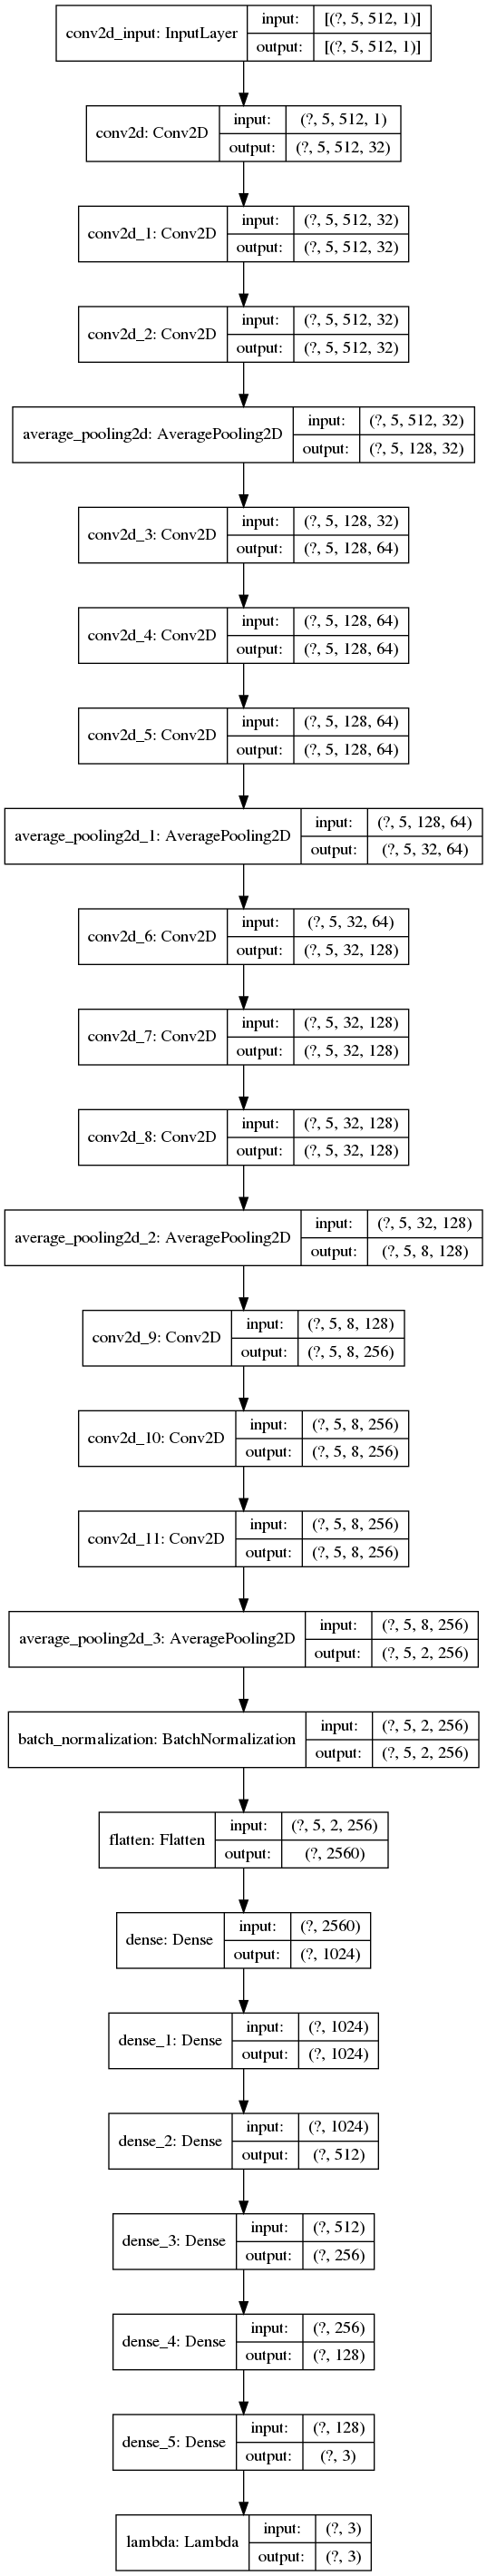 conv2d_input: InputLayer
input: [(?, 5, 512, 1)]
output: [(?, 5, 512, 1)]
conv2d: Conv2D
input: (?, 5, 512, 1)
output: (?, 5, 512, 32)
conv2d_1: Conv2D
input: (?, 5, 512, 32)
output: (?, 5, 512, 32)
conv2d_2: Conv2D
input: (?, 5, 512, 32)
output: (?, 5, 512, 32)
average_pooling2d: AveragePooling2D
input: (?, 5, 512, 32)
output: (?, 5, 128, 32)
conv2d_3: Conv2D
input: (?, 5, 128, 32)
output: (?, 5, 128, 64)
conv2d_4: Conv2D
input: (?, 5, 128, 64)
output: (?, 5, 128, 64)
conv2d_5: Conv2D
input: (?, 5, 128, 64)
output: (?, 5, 128, 64)
average_pooling2d_1: AveragePooling2D
input: (?, 5, 128, 64)
output: (?, 5, 32, 64)
conv2d_6: Conv2D
input: (?, 5, 32, 64)
output: (?, 5, 32, 128)
conv2d_7: Conv2D
input: (?, 5, 32, 128)
output: (?, 5, 32, 128)
conv2d_8: Conv2D
input: (?, 5, 32, 128)
output: (?, 5, 32, 128)
average_pooling2d_2: AveragePooling2D
input: (?, 5, 32, 128)
output: (?, 5, 8, 128)
conv2d_9: Conv2D
input: (?, 5, 8, 128)
output: (?, 5, 8, 256)
conv2d_10: Conv2D
input: (?, 5, 8, 256)
output: (?, 5, 8, 256)
conv2d_11: Conv2D
input: (?, 5, 8, 256)
output: (?, 5, 8, 256)
average_pooling2d_3: AveragePooling2D
input: (?, 5, 8, 256)
output: (?, 5, 2, 256)
batch_normalization: BatchNormalization
input: (?, 5, 2, 256)
output: (?, 5, 2, 256)
flatten: Flatten
input: (?, 5, 2, 256)
output: (?, 2560)
dense: Dense
input: (?, 2560)
output: (?, 1024)
dense_1: Dense
input: (?, 1024)
output: (?, 1024)
dense_2: Dense
input: (?, 1024)
output: (?, 512)
dense_3: Dense
input: (?, 512)
output: (?, 256)
dense_4: Dense
input: (?, 256)
output: (?, 128)
dense_5: Dense
input: (?, 128)
output: (?, 3)
lambda: Lambda
input: (?, 3)
output: (?, 3)